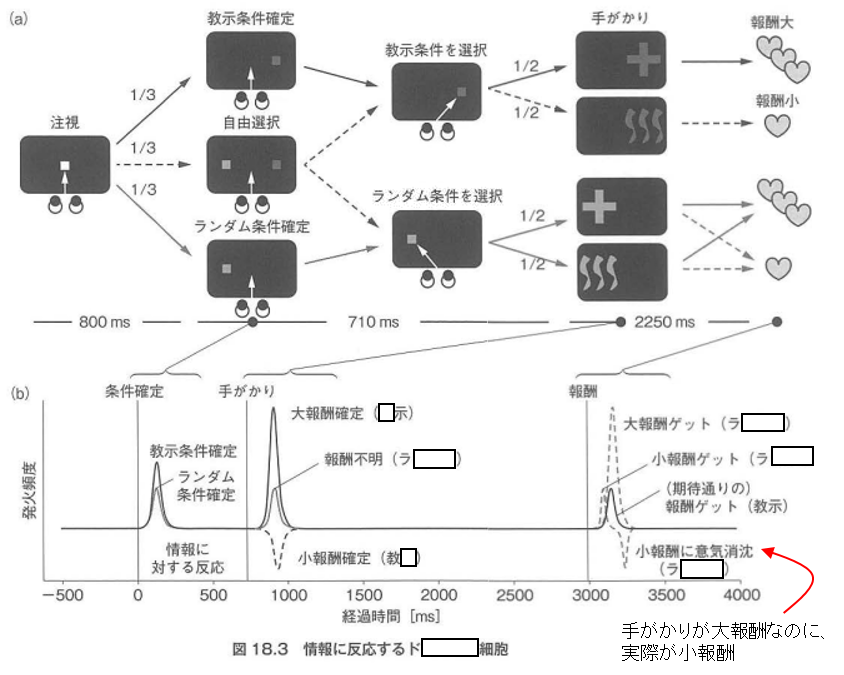 (a)
教示条件確定
手がかり
報酬大
教示条件を選択
1/2
1/3
1/2
報酬小
注視
自由選択
1/3
1/3
ランダム条件を選択
ランダム条件確定
1/2
1/2
800 ms
710 ms
2250 ms
(b)
条件確定
手がかり
報酬
大報酬確定（示）
大報酬ゲット（ラ）
教示条件確定
報酬不明（ラ）
小報酬ゲット（ラ
ランダム
条件確定
（期待通りの）
報酬ゲット（教示）
発火頻度
情報に
対する反応
小報酬確定（教）
小報酬に意気消沈
（ラ）
−500
0
500
1000
1500
2000
2500
3000
3500
4000
経過時間［ms］
手がかりが大報酬なのに、
実際が小報酬
図 18.3　情報に反応するド細胞